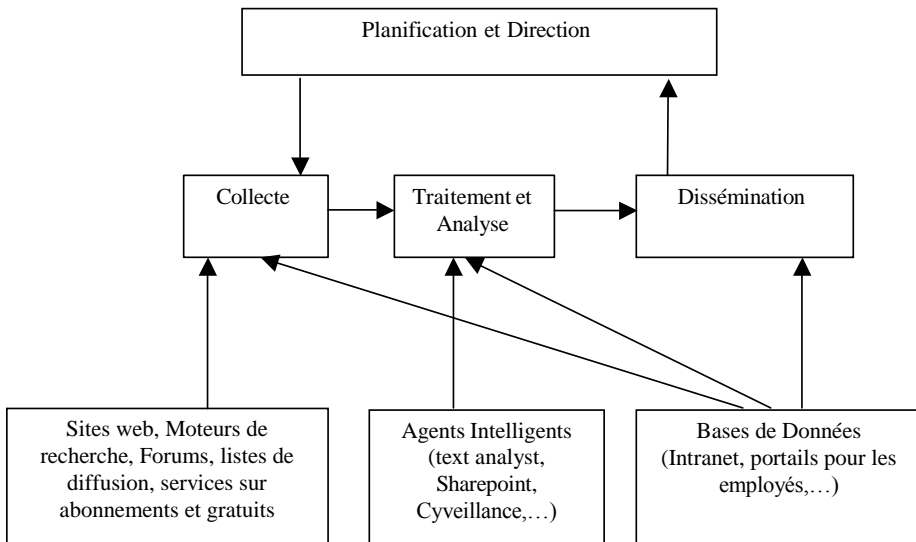 Planification et Direction
Collecte
Traitement et
Analyse
Dissémination
Sites web, Moteurs de
recherche, Forums, listes de
diffusion, services sur
abonnements et gratuits
Agents Intelligents
(text analyst,
Sharepoint,
Cyveillance,...)
Bases de Données
(Intranet, portails pour les
employés,...)